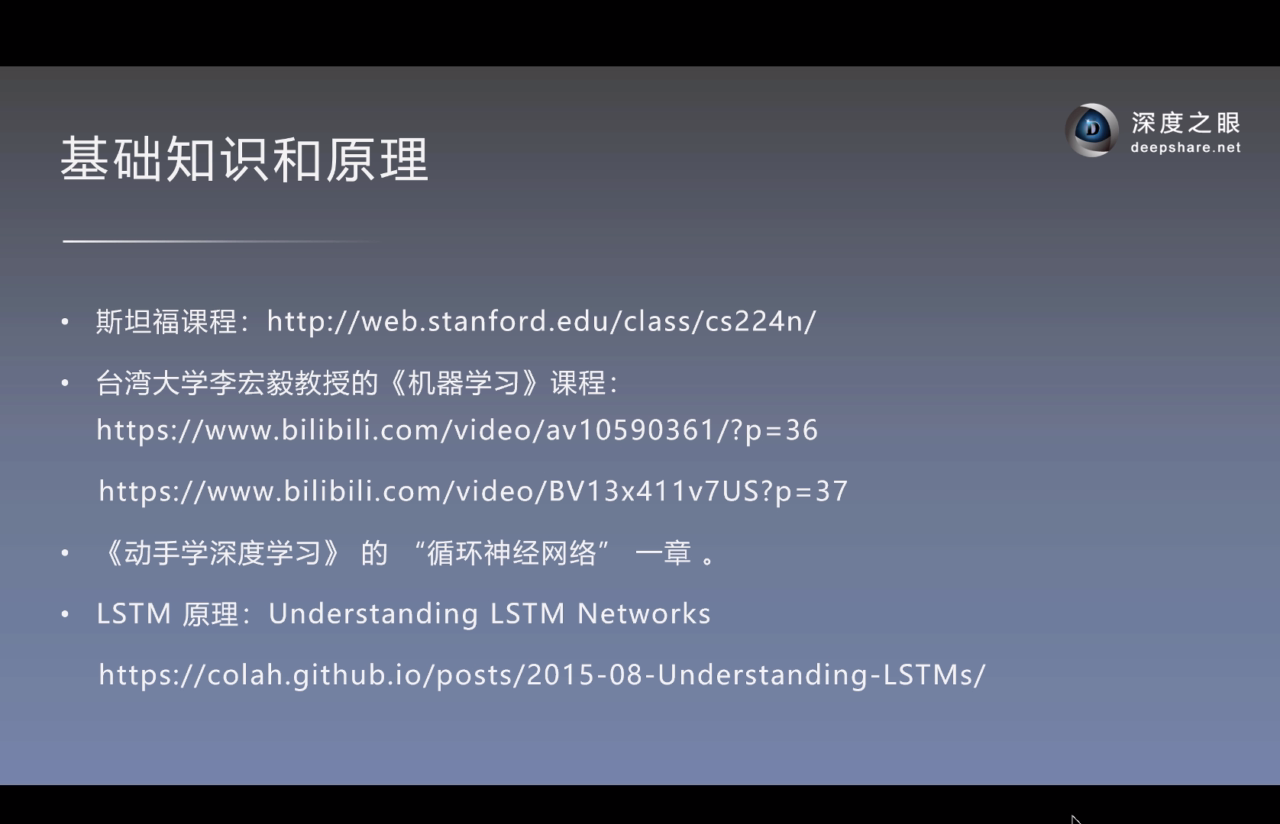 深度之眼
deepshare.net
基础知识和原理
• 斯坦福课程：http://web.stanford.edu/class/cs224n/
• 台湾大学李宏毅教授的《机器学习》课程：
https://www.bilibili.com/video/av10590361/?p=36
https://www.bilibili.com/video/BV13x411v7US?p=37
• 《动手学深度学习》 的 “循环神经网络” 一章 。
• LSTM 原理：Understanding LSTM Networks
https://colah.github.io/posts/2015-08-Understanding-LSTMs/